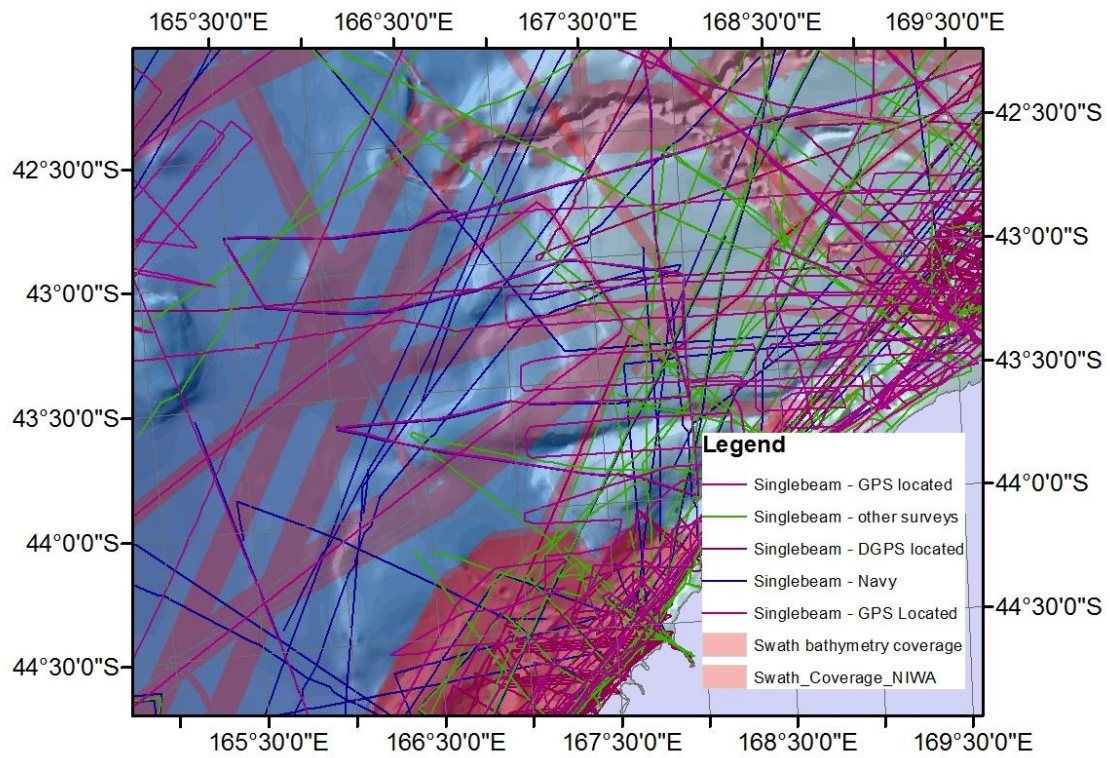 165°30'0"E 166°30'0"E 167°30'0"E 168°30'0"E 169°30'0"E
42°30'0"S
43°0'0"S
43°30'0"S
44°0'0"S
44°30'0"S
42°30'0"S
43°0'0"S
43°30'0"S
44°0'0"S
44°30'0"S
Legend
Singlebeam - GPS located
Singlebeam - other surveys
Singlebeam - DGPS located
Singlebeam - Navy
Singlebeam - GPS Located
Swath bathymetry coverage
Swath_Coverage_NIWA
165°30'0"E 166°30'0"E 167°30'0"E 168°30'0"E 169°30'0"E